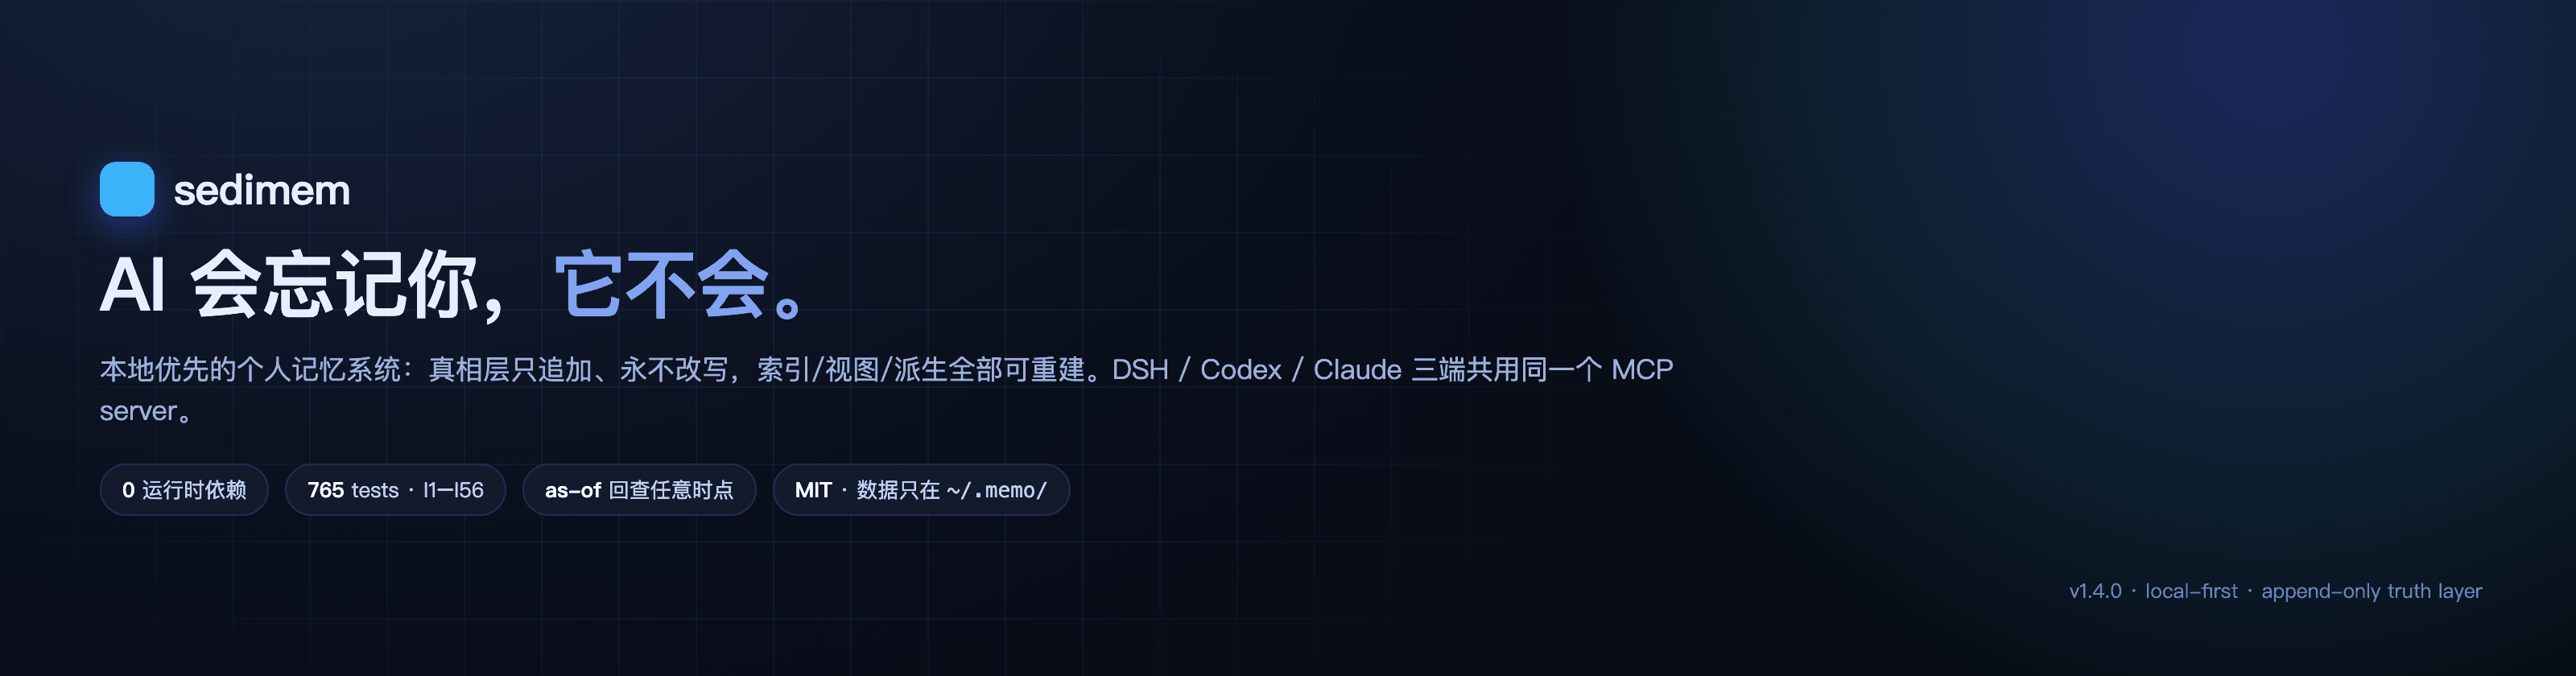 sedimem
AI 会忘记你，它不会。
本地优先的个人记忆系统：真相层只追加、永不改写，索引/视图/派生全部可重建。DSH / Codex / Claude 三端共用同一个 MCP
server。
0 运行时依赖
765 tests · I1–I56
as-of 回查任意时点
MIT · 数据只在 ~/.memo/
v1.4.0 · local-first · append-only truth layer